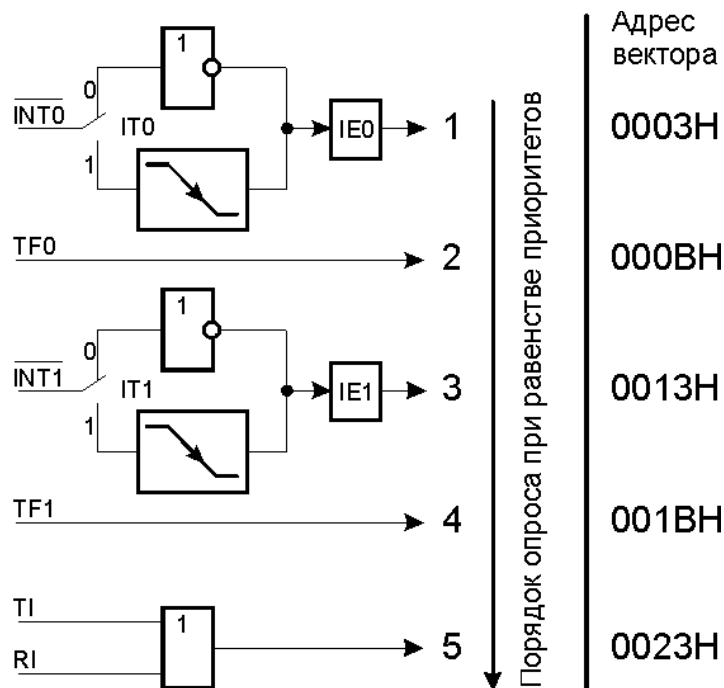 Адрес
вектора
1
0
INT0
IT0
1
IE0
1
0003H
TF0
2
000BH
1
0
INT1
IT1
1
IE1
3
0013H
TF1
4
001BH
TI
1
RI
5
0023H
Порядок опроса при равенстве приоритетов